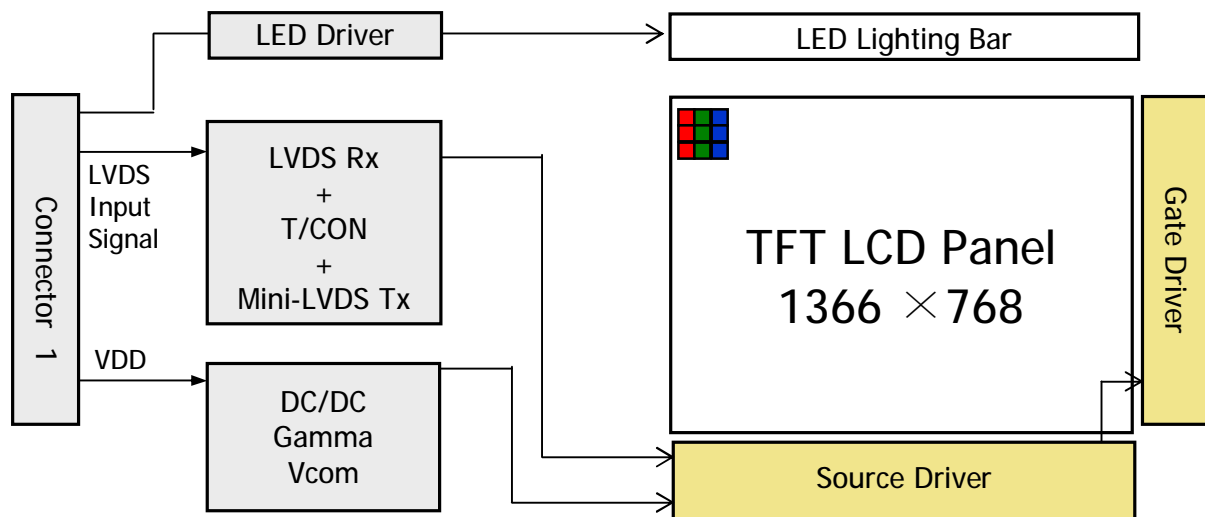 LED Driver
LED Lighting Bar
Connector 1
LVDS
Input
Signal
LVDS Rx
+
T/CON
+
Mini-LVDS Tx
TFT LCD Panel
1366 ×768
Gate Driver
VDD
DC/DC
Gamma
Vcom
Source Driver